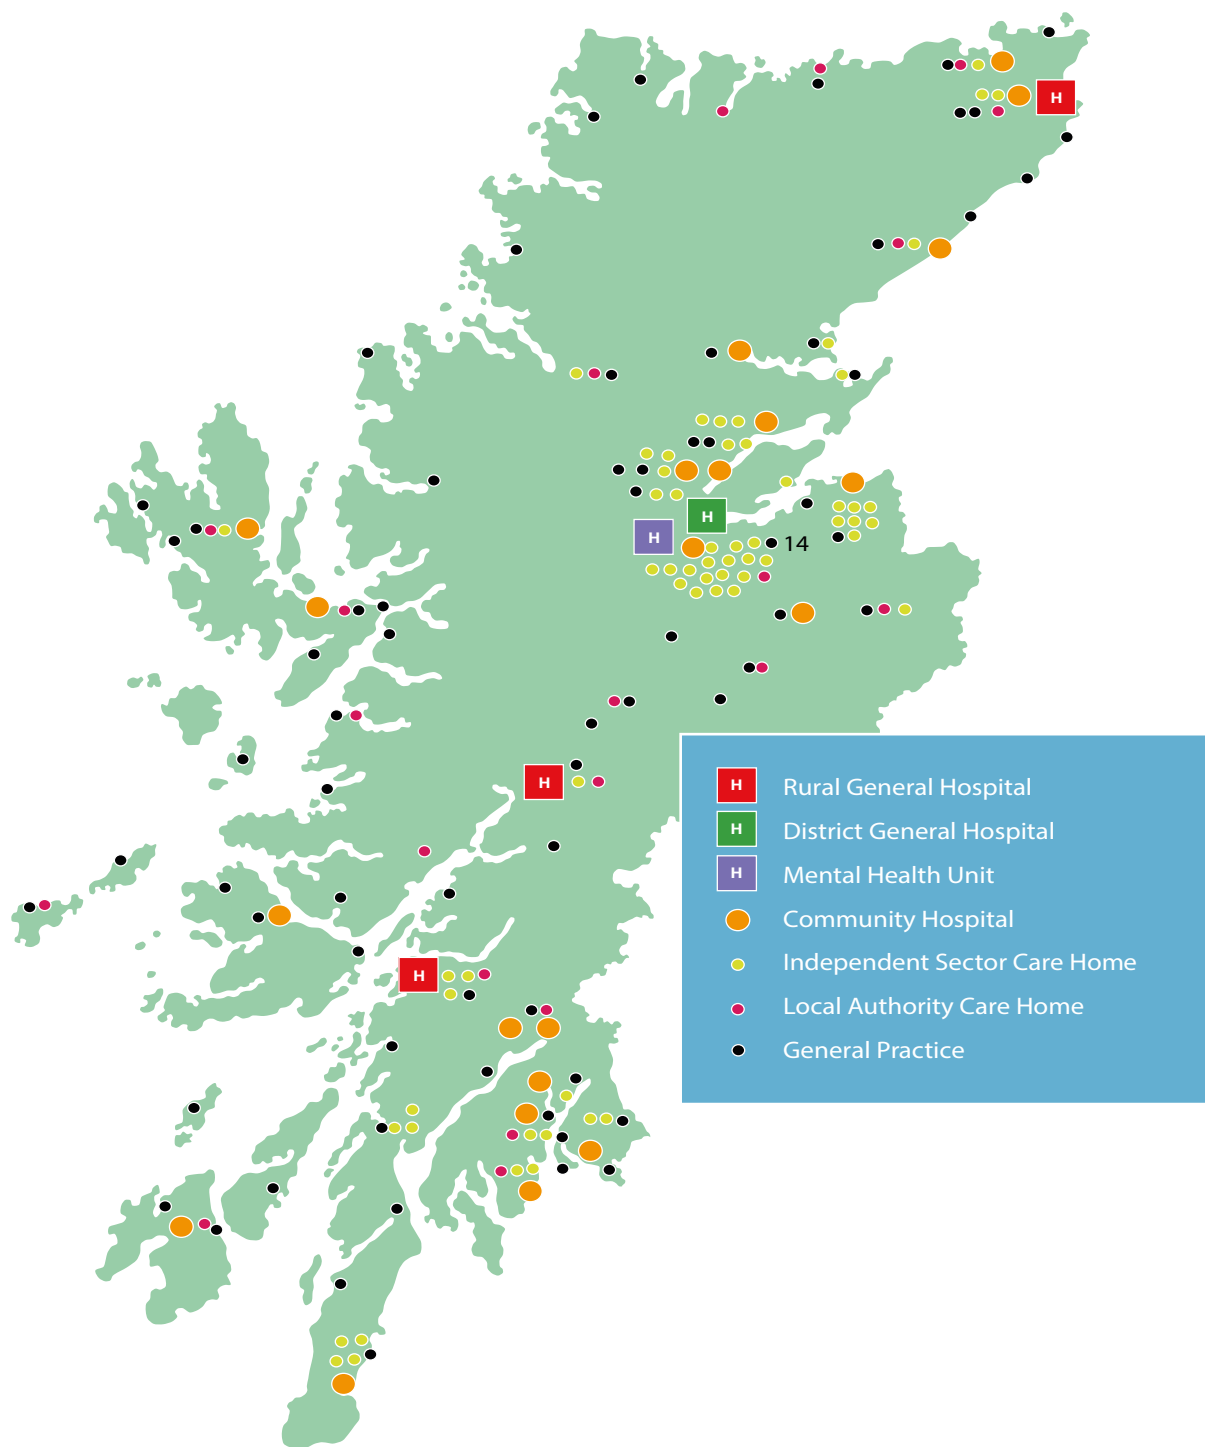 H
H
H
14
H
H
H Rural General Hospital
H District General Hospital
H Mental Health Unit
Community Hospital
Independent Sector Care Home
Local Authority Care Home
General Practice